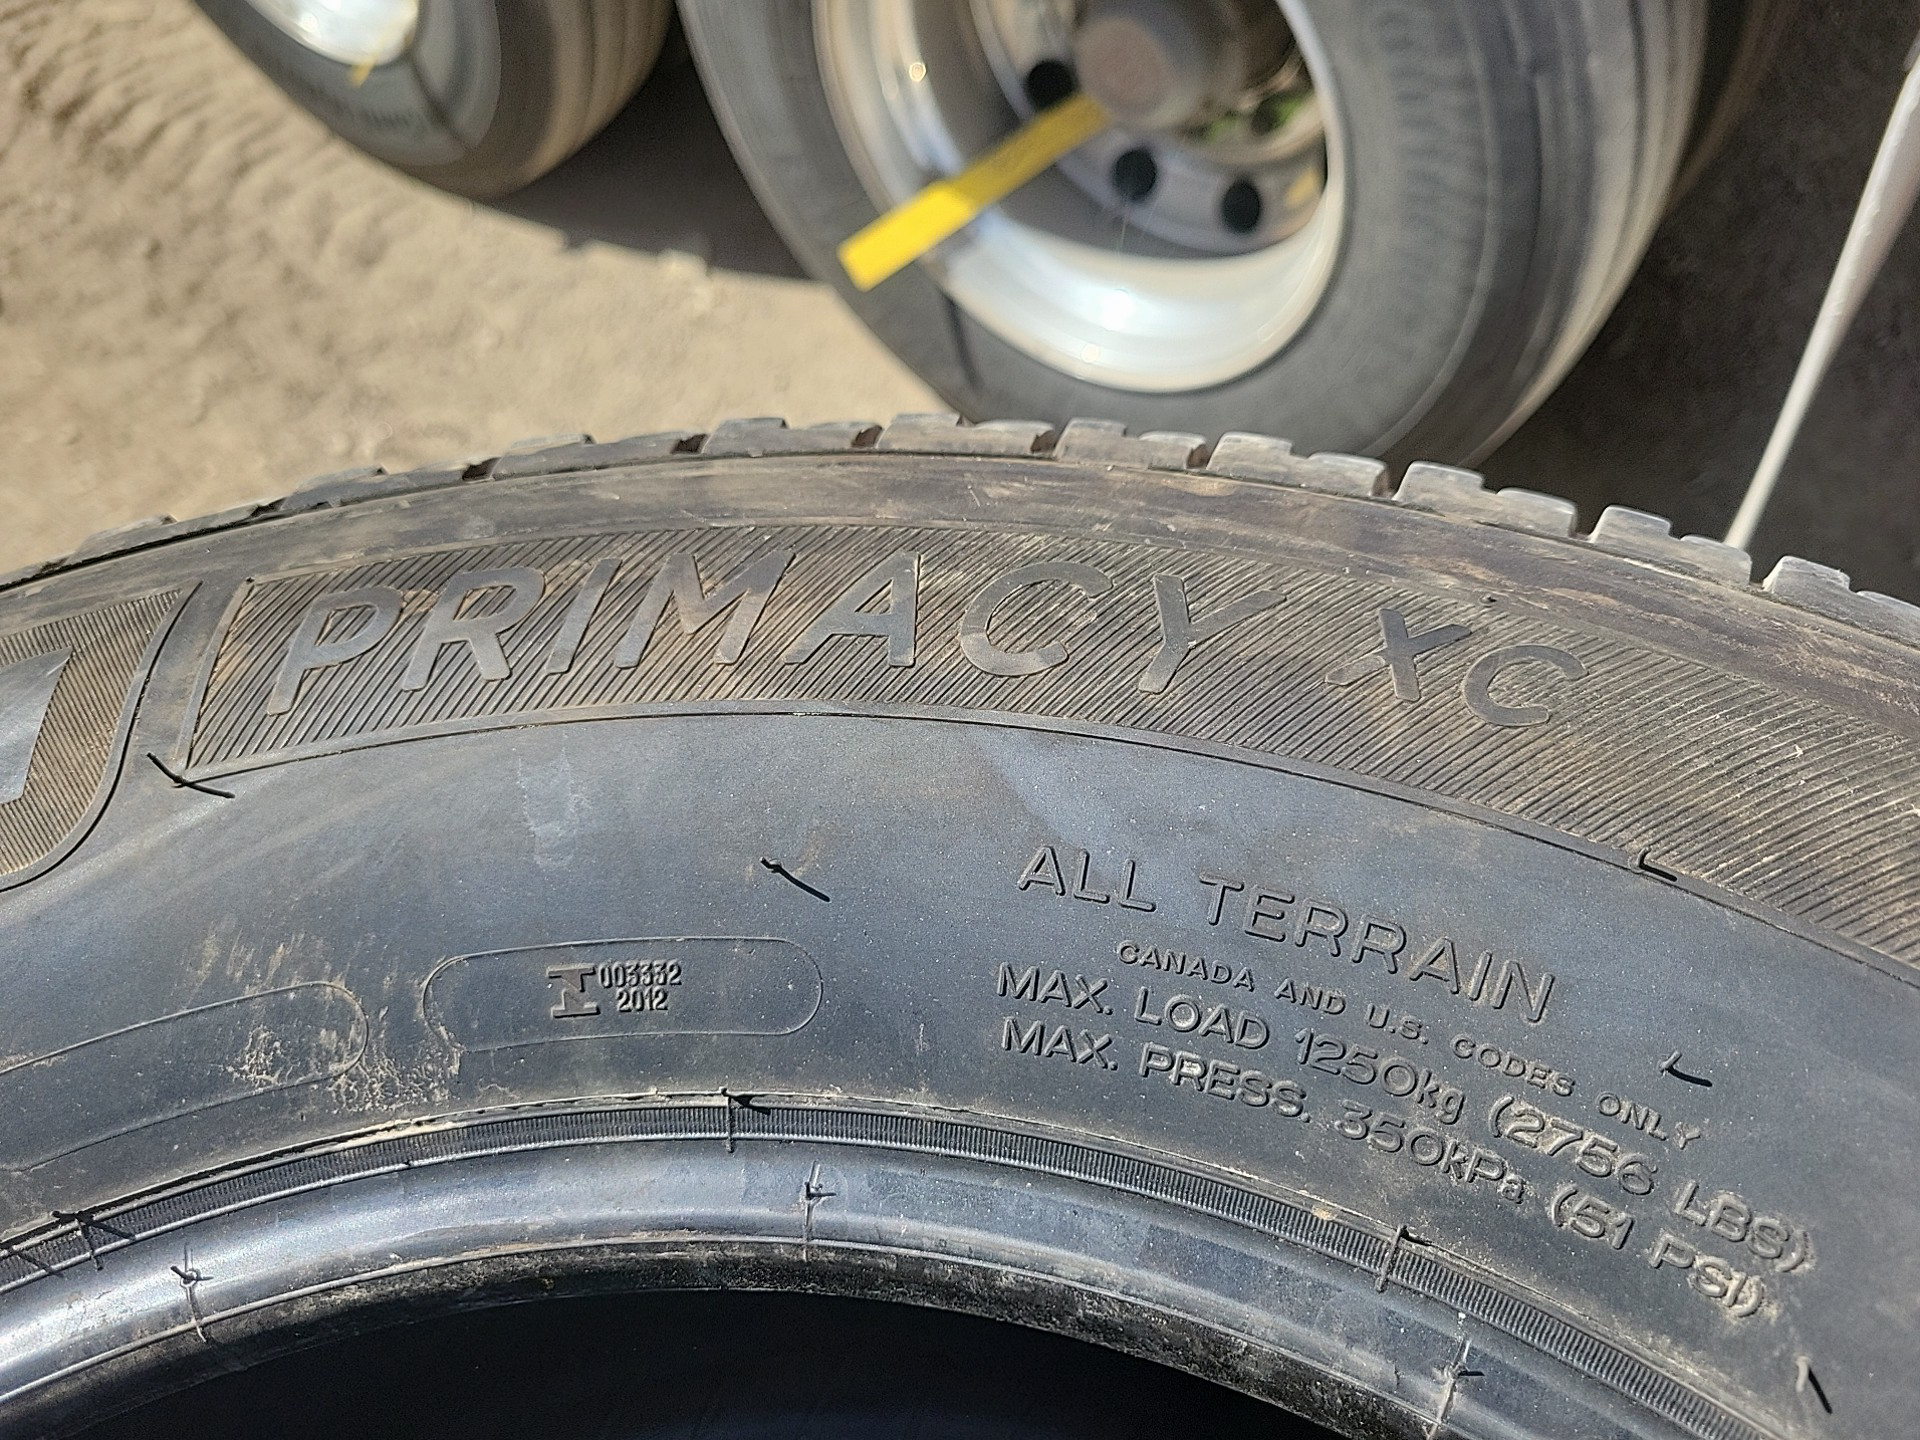 PRIMACY XC
ALL TERRAIN
CANADA AND U.S. CODES ONLY
MAX. LOAD 1250kg (2756 LBS)
MAX. PRESS. 350kPa (51 PSI)
003332
2012